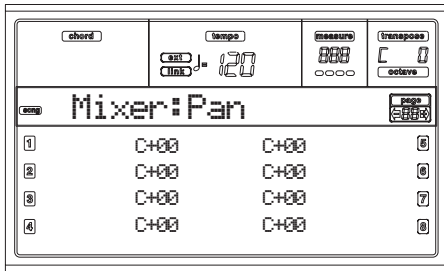 chord tempo measure transpose
ext ♩= 120 888 C 0
link octave
song Mixer:Pan page
88
1 C+00 C+00 5
2 C+00 C+00 6
3 C+00 C+00 7
4 C+00 C+00 8